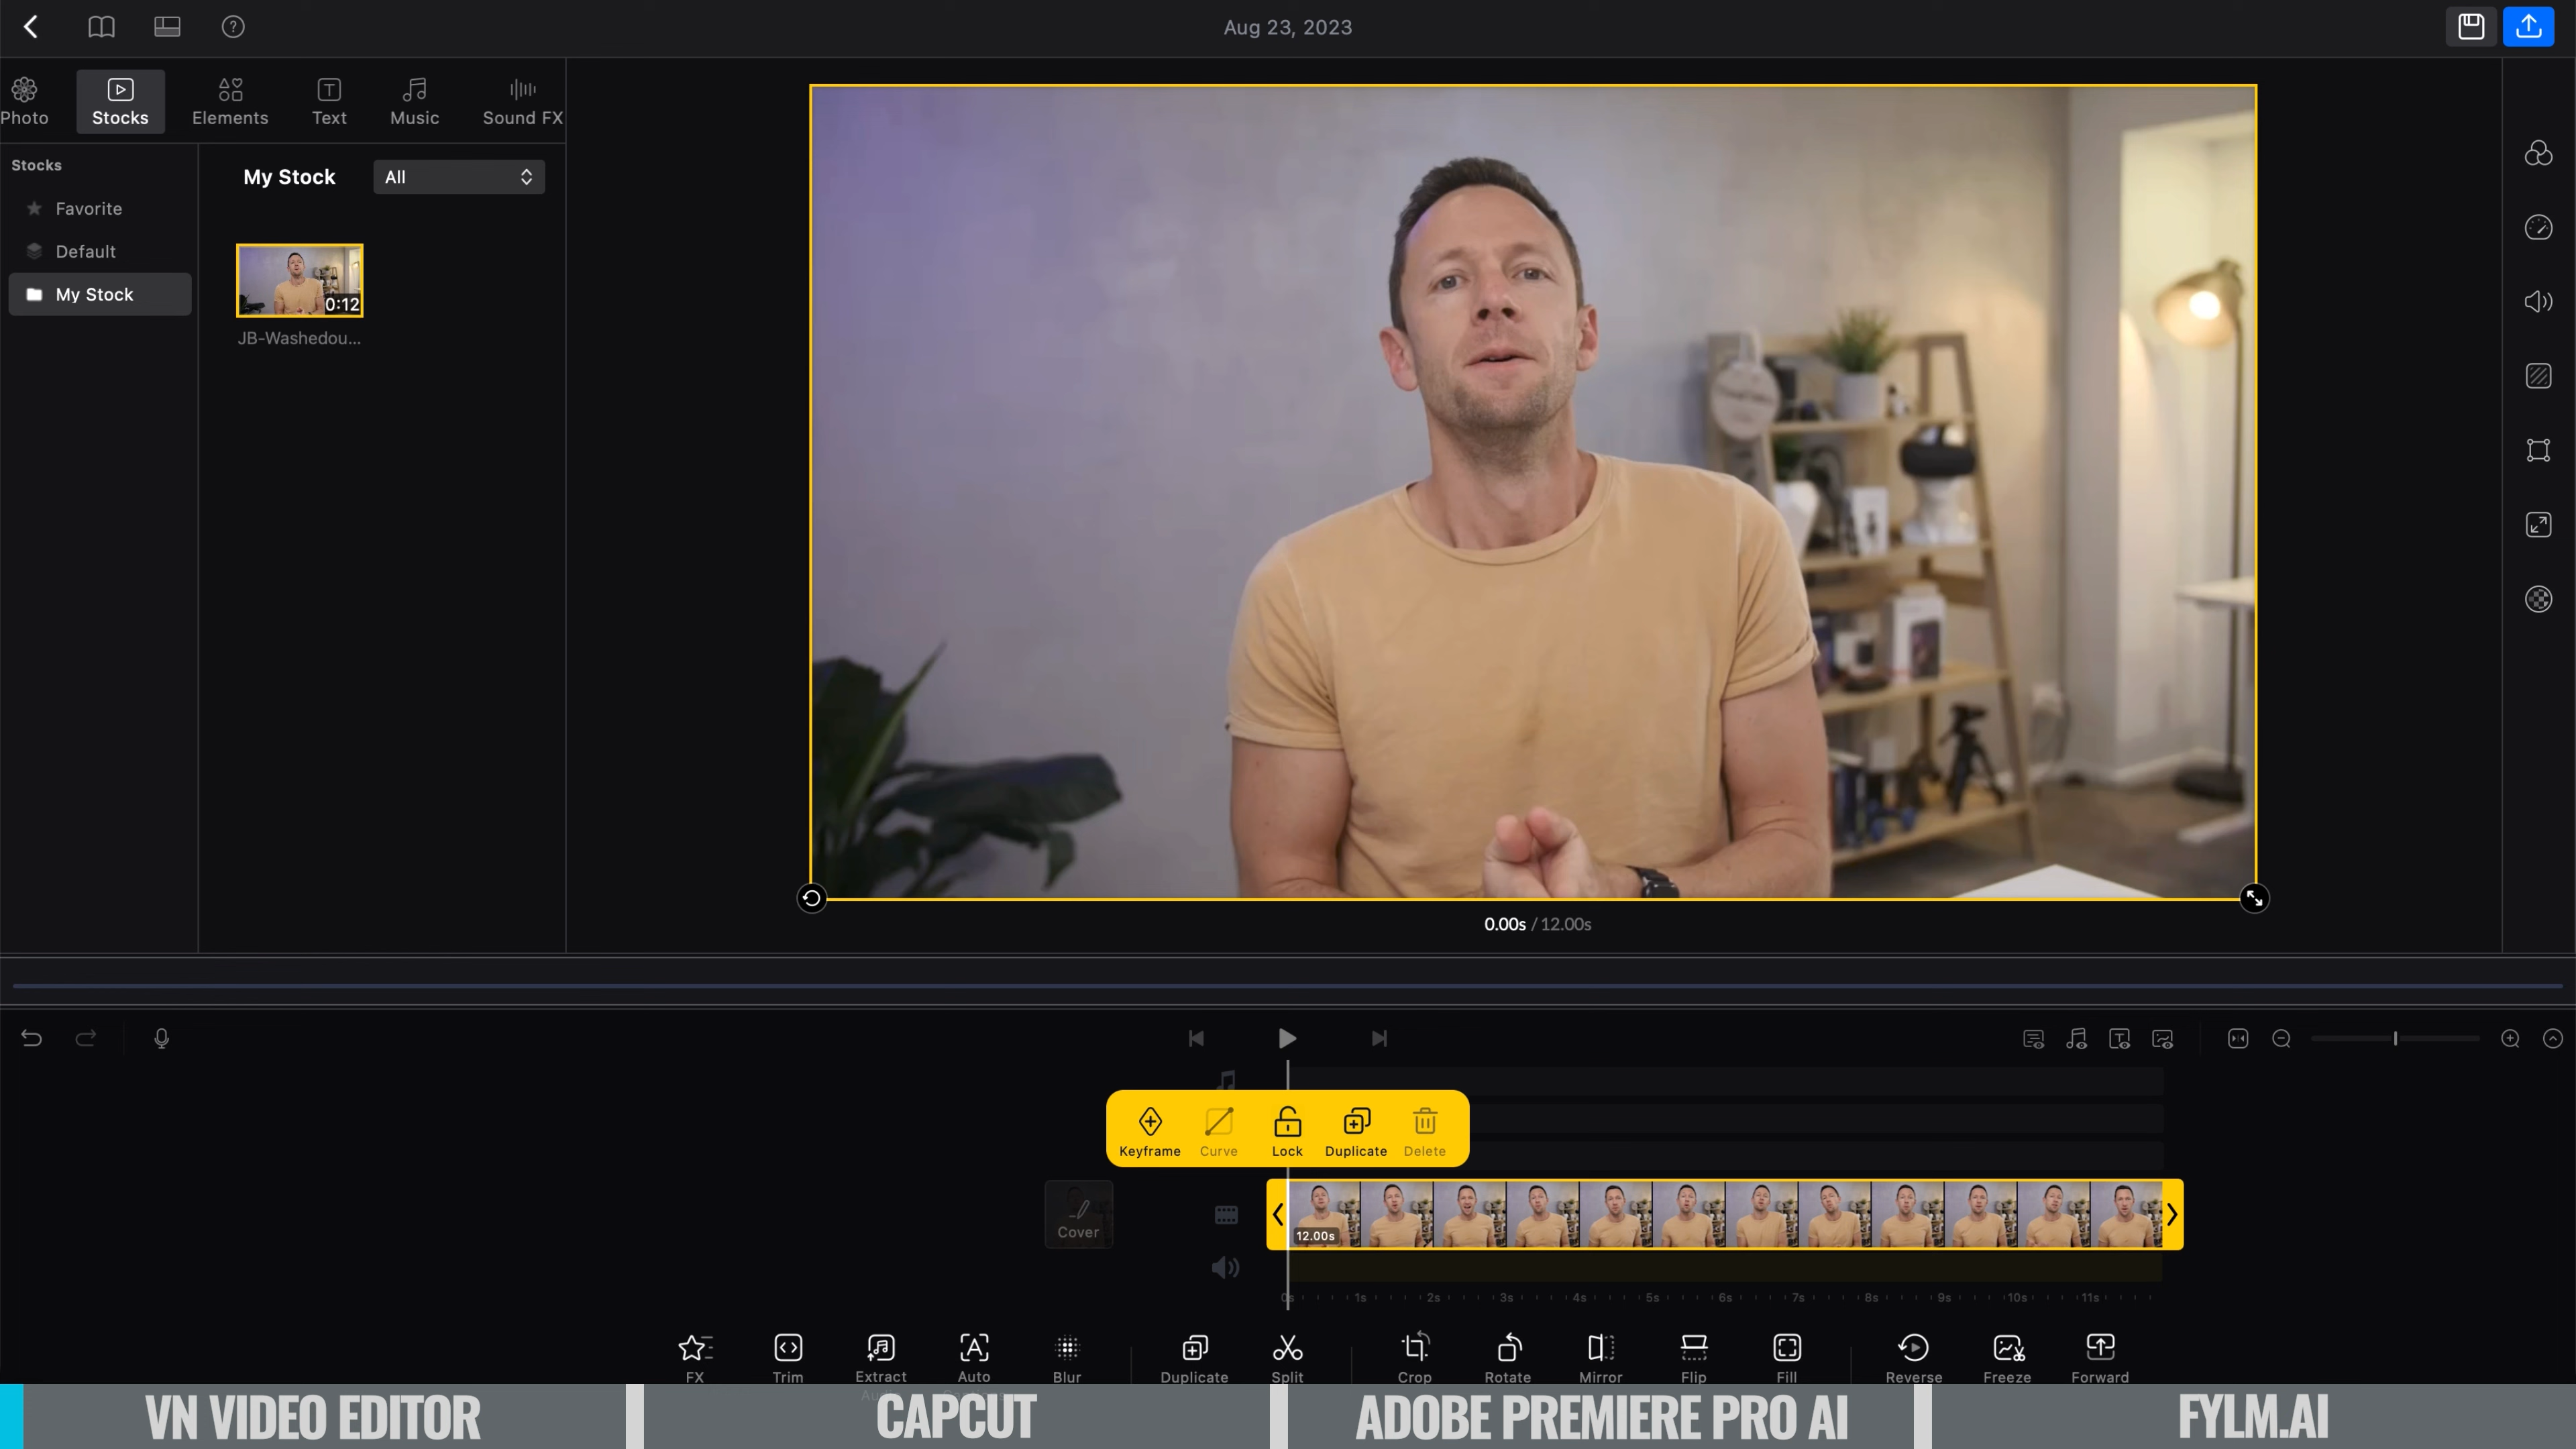 Aug 23, 2023
Photo
Stocks
Elements
Text
Music
Sound FX
Stocks
Favorite
Default
My Stock
My Stock
All
0:12
JB-Washedou...
0.00s / 12.00s
Keyframe
Curve
Lock
Duplicate
Delete
Cover
12.00s
0s 1s 2s 3s 4s 5s 6s 7s 8s 9s 10s 11s
FX
Trim
Extract
Auto
Blur
Duplicate
Split
Crop
Rotate
Mirror
Flip
Fill
Reverse
Freeze
Forward
VN VIDEO EDITOR
CAPCUT
ADOBE PREMIERE PRO AI
FYLM.AI